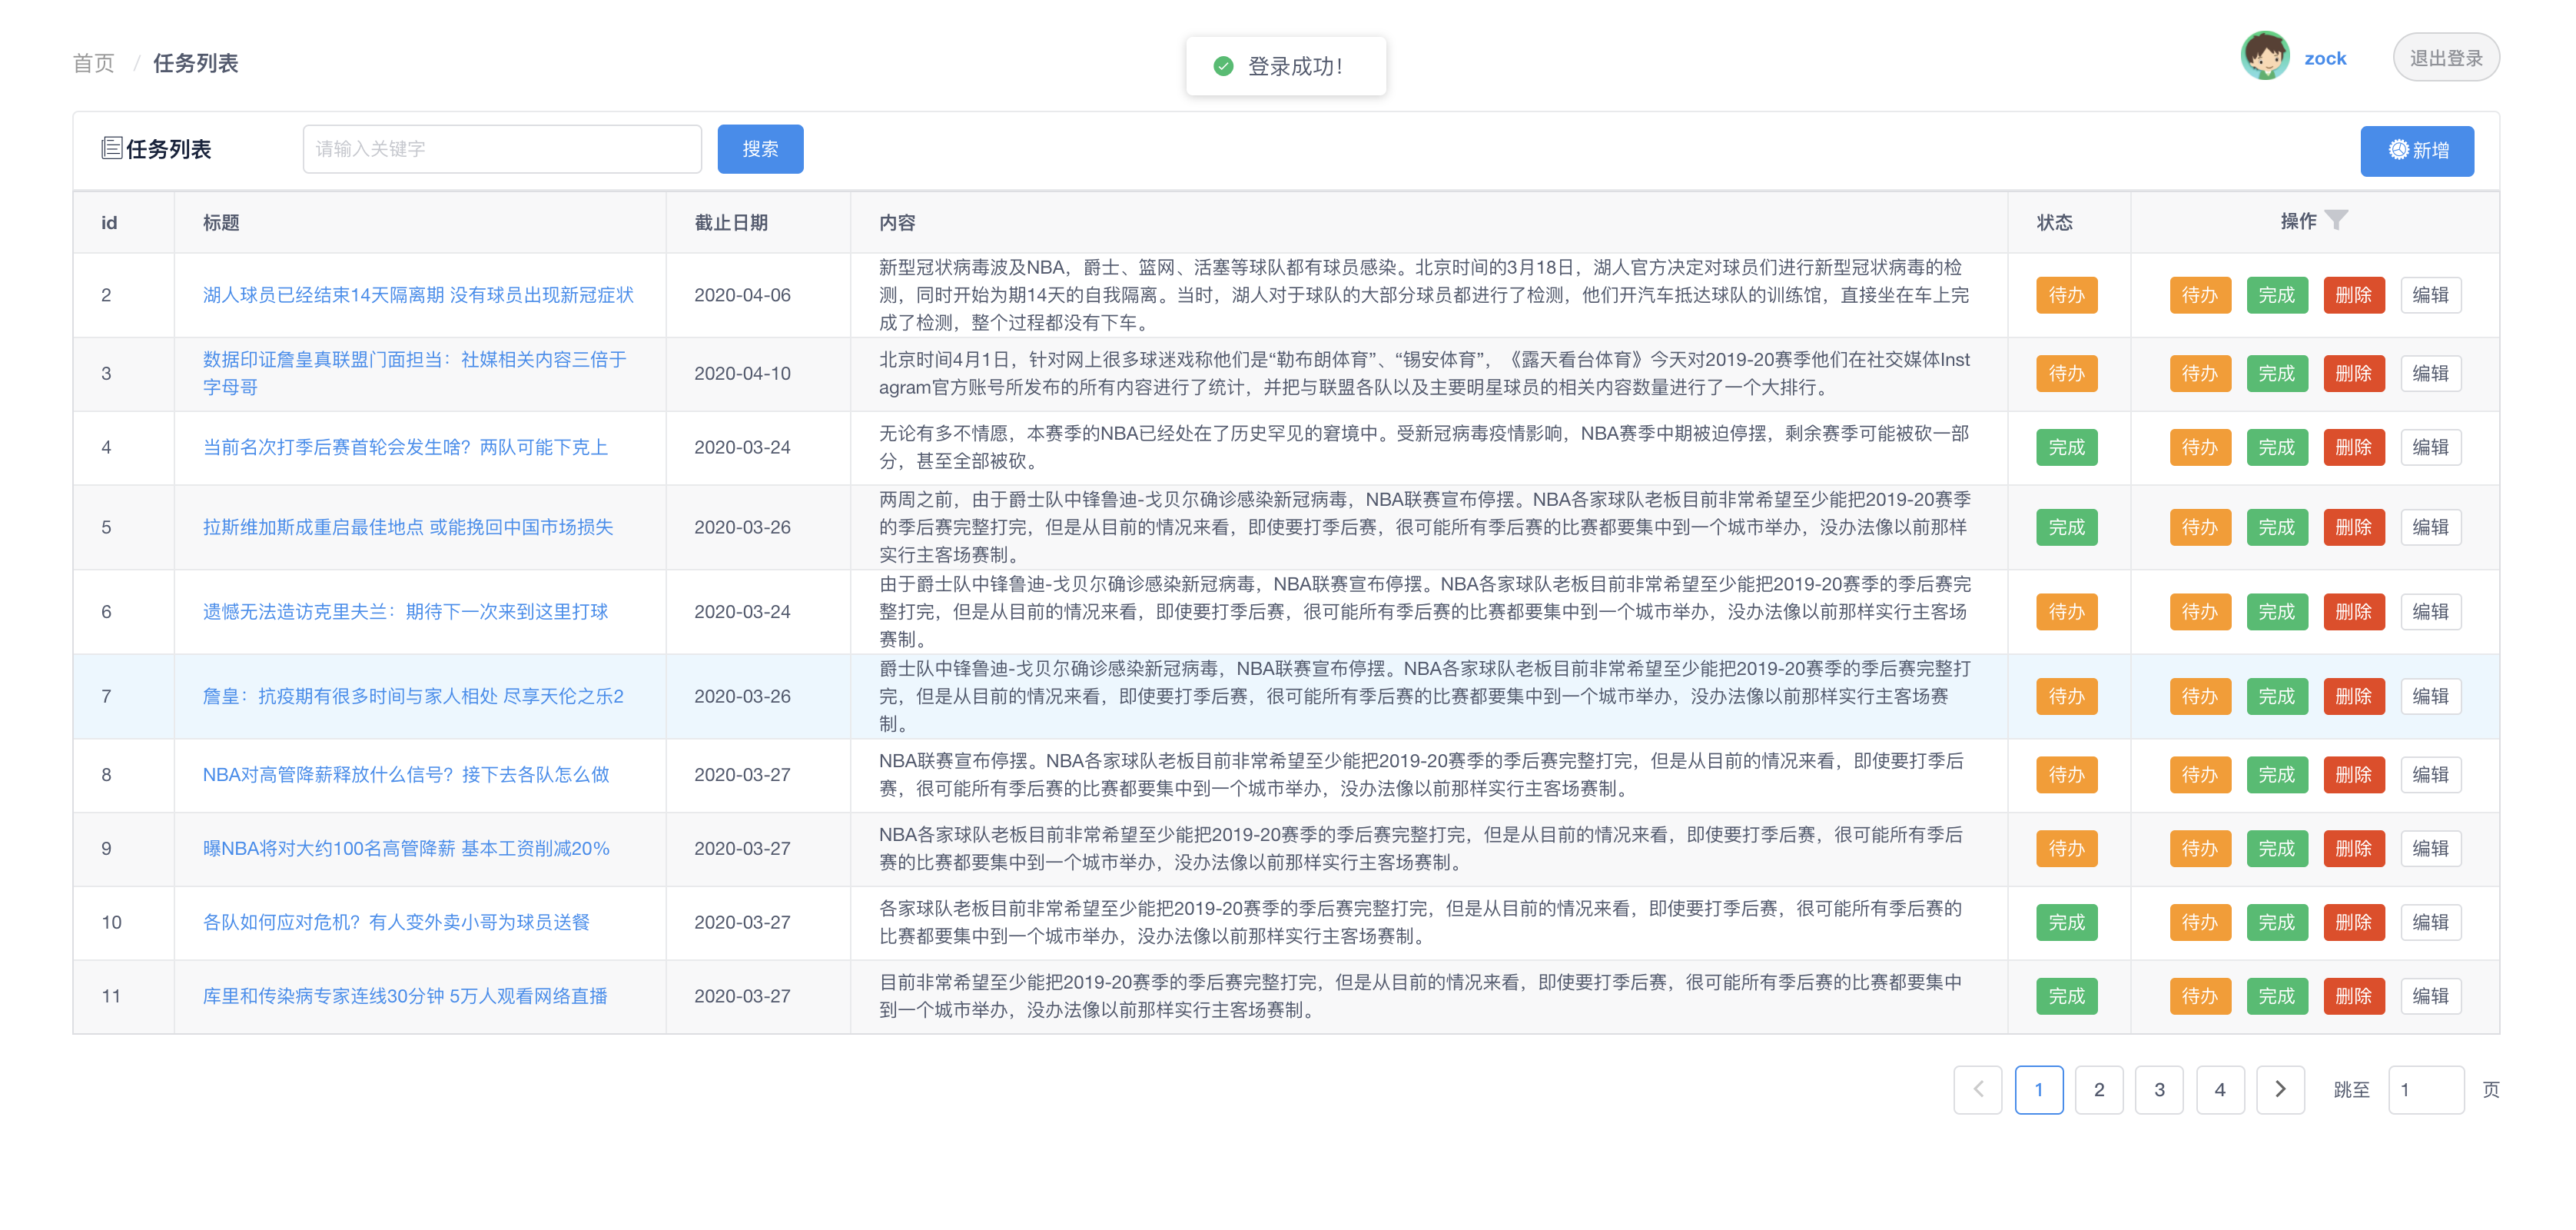 首页 / 任务列表
登录成功!
zock
退出登录
任务列表
请输入关键字
搜索
新增
id 标题 截止日期 内容 状态 操作
2 湖人球员已经结束14天隔离期 没有球员出现新冠症状 2020-04-06
新型冠状病毒波及NBA，爵士、篮网、活塞等球队都有球员感染。北京时间的3月18日，湖人官方决定对球员们进行新型冠状病毒的检
测，同时开始为期14天的自我隔离。当时，湖人对于球队的大部分球员都进行了检测，他们开汽车抵达球队的训练馆，直接坐在车上完
成了检测，整个过程都没有下车。
待办 待办 完成 删除 编辑
3 数据印证詹皇真联盟门面担当：社媒相关内容三倍于
字母哥
2020-04-10
北京时间4月1日，针对网上很多球迷戏称他们是“勒布朗体育”、“锡安体育”，《露天看台体育》今天对2019-20赛季他们在社交媒体Inst
agram官方账号所发布的所有内容进行了统计，并把与联盟各队以及主要明星球员的相关内容数量进行了一个大排行。
待办 待办 完成 删除 编辑
4 当前名次打季后赛首轮会发生啥？两队可能下克上 2020-03-24
无论有多不情愿，本赛季的NBA已经处在了历史罕见的窘境中。受新冠病毒疫情影响，NBA赛季中期被迫停摆，剩余赛季可能被砍一部
分，甚至全部被砍。
完成 待办 完成 删除 编辑
5 拉斯维加斯成重启最佳地点 或能挽回中国市场损失 2020-03-26
两周之前，由于爵士队中锋鲁迪-戈贝尔确诊感染新冠病毒，NBA联赛宣布停摆。NBA各家球队老板目前非常希望至少能把2019-20赛季
的季后赛完整打完，但是从目前的情况来看，即使要打季后赛，很可能所有季后赛的比赛都要集中到一个城市举办，没办法像以前那样
实行主客场赛制。
完成 待办 完成 删除 编辑
6 遗憾无法造访克里夫兰：期待下一次来到这里打球 2020-03-24
由于爵士队中锋鲁迪-戈贝尔确诊感染新冠病毒，NBA联赛宣布停摆。NBA各家球队老板目前非常希望至少能把2019-20赛季的季后赛完
整打完，但是从目前的情况来看，即使要打季后赛，很可能所有季后赛的比赛都要集中到一个城市举办，没办法像以前那样实行主客场
赛制。
待办 待办 完成 删除 编辑
7 詹皇：抗疫期有很多时间与家人相处 尽享天伦之乐2 2020-03-26
爵士队中锋鲁迪-戈贝尔确诊感染新冠病毒，NBA联赛宣布停摆。NBA各家球队老板目前非常希望至少能把2019-20赛季的季后赛完整打
完，但是从目前的情况来看，即使要打季后赛，很可能所有季后赛的比赛都要集中到一个城市举办，没办法像以前那样实行主客场赛
制。
待办 待办 完成 删除 编辑
8 NBA对高管降薪释放什么信号？接下去各队怎么做 2020-03-27
NBA联赛宣布停摆。NBA各家球队老板目前非常希望至少能把2019-20赛季的季后赛完整打完，但是从目前的情况来看，即使要打季后
赛，很可能所有季后赛的比赛都要集中到一个城市举办，没办法像以前那样实行主客场赛制。
待办 待办 完成 删除 编辑
9 曝NBA将对大约100名高管降薪 基本工资削减20% 2020-03-27
NBA各家球队老板目前非常希望至少能把2019-20赛季的季后赛完整打完，但是从目前的情况来看，即使要打季后赛，很可能所有季后
赛的比赛都要集中到一个城市举办，没办法像以前那样实行主客场赛制。
待办 待办 完成 删除 编辑
10 各队如何应对危机？有人变外卖小哥为球员送餐 2020-03-27
各家球队老板目前非常希望至少能把2019-20赛季的季后赛完整打完，但是从目前的情况来看，即使要打季后赛，很可能所有季后赛的
比赛都要集中到一个城市举办，没办法像以前那样实行主客场赛制。
完成 待办 完成 删除 编辑
11 库里和传染病专家连线30分钟 5万人观看网络直播 2020-03-27
目前非常希望至少能把2019-20赛季的季后赛完整打完，但是从目前的情况来看，即使要打季后赛，很可能所有季后赛的比赛都要集中
到一个城市举办，没办法像以前那样实行主客场赛制。
完成 待办 完成 删除 编辑
1 2 3 4 跳至 1 页